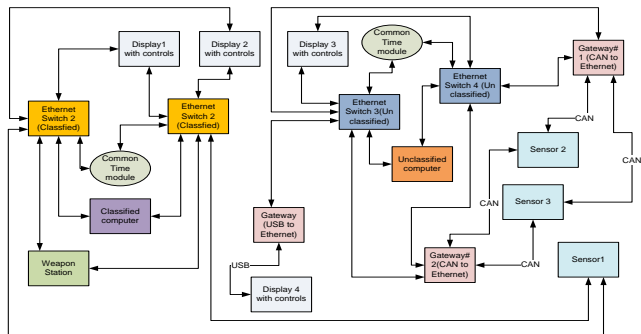 Display1
with controls
Display 2
with controls
Display 3
with controls
Common
Time module
Gateway#
1 (CAN to
Ethernet)
Ethernet
Switch 4 (Un
classified)
Ethernet
Switch 2
(Classfied)
Ethernet
Switch 2
(Classified)
Ethernet
Switch 3(Un
classified)
CAN
Sensor 2
CAN
Common
Time
module
Unclassified
computer
CAN
Sensor 3
Classified
computer
Gateway
(USB to
Ethernet)
Weapon
Station
USB
Gateway#
2(CAN to
Ethernet)
CAN
Sensor1
Display 4
with controls